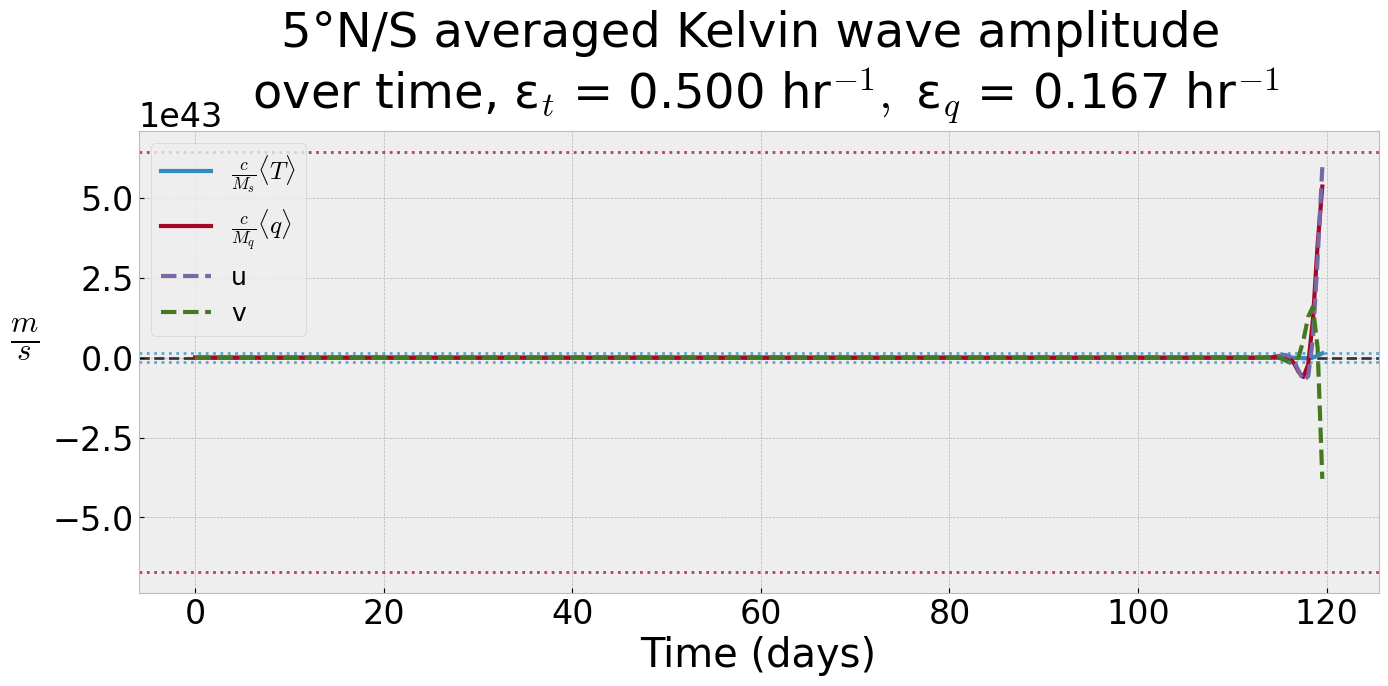 5°N/S averaged Kelvin wave amplitude
over time, ε$_t$ = 0.500 hr$^{-1}$, ε$_q$ = 0.167 hr$^{-1}$
1e43
$\frac{c}{M_s}\langle T\rangle$
$\frac{c}{M_q}\langle q\rangle$
u
v
5.0
2.5
0.0
−2.5
−5.0
$\frac{m}{s}$
0 20 40 60 80 100 120
Time (days)